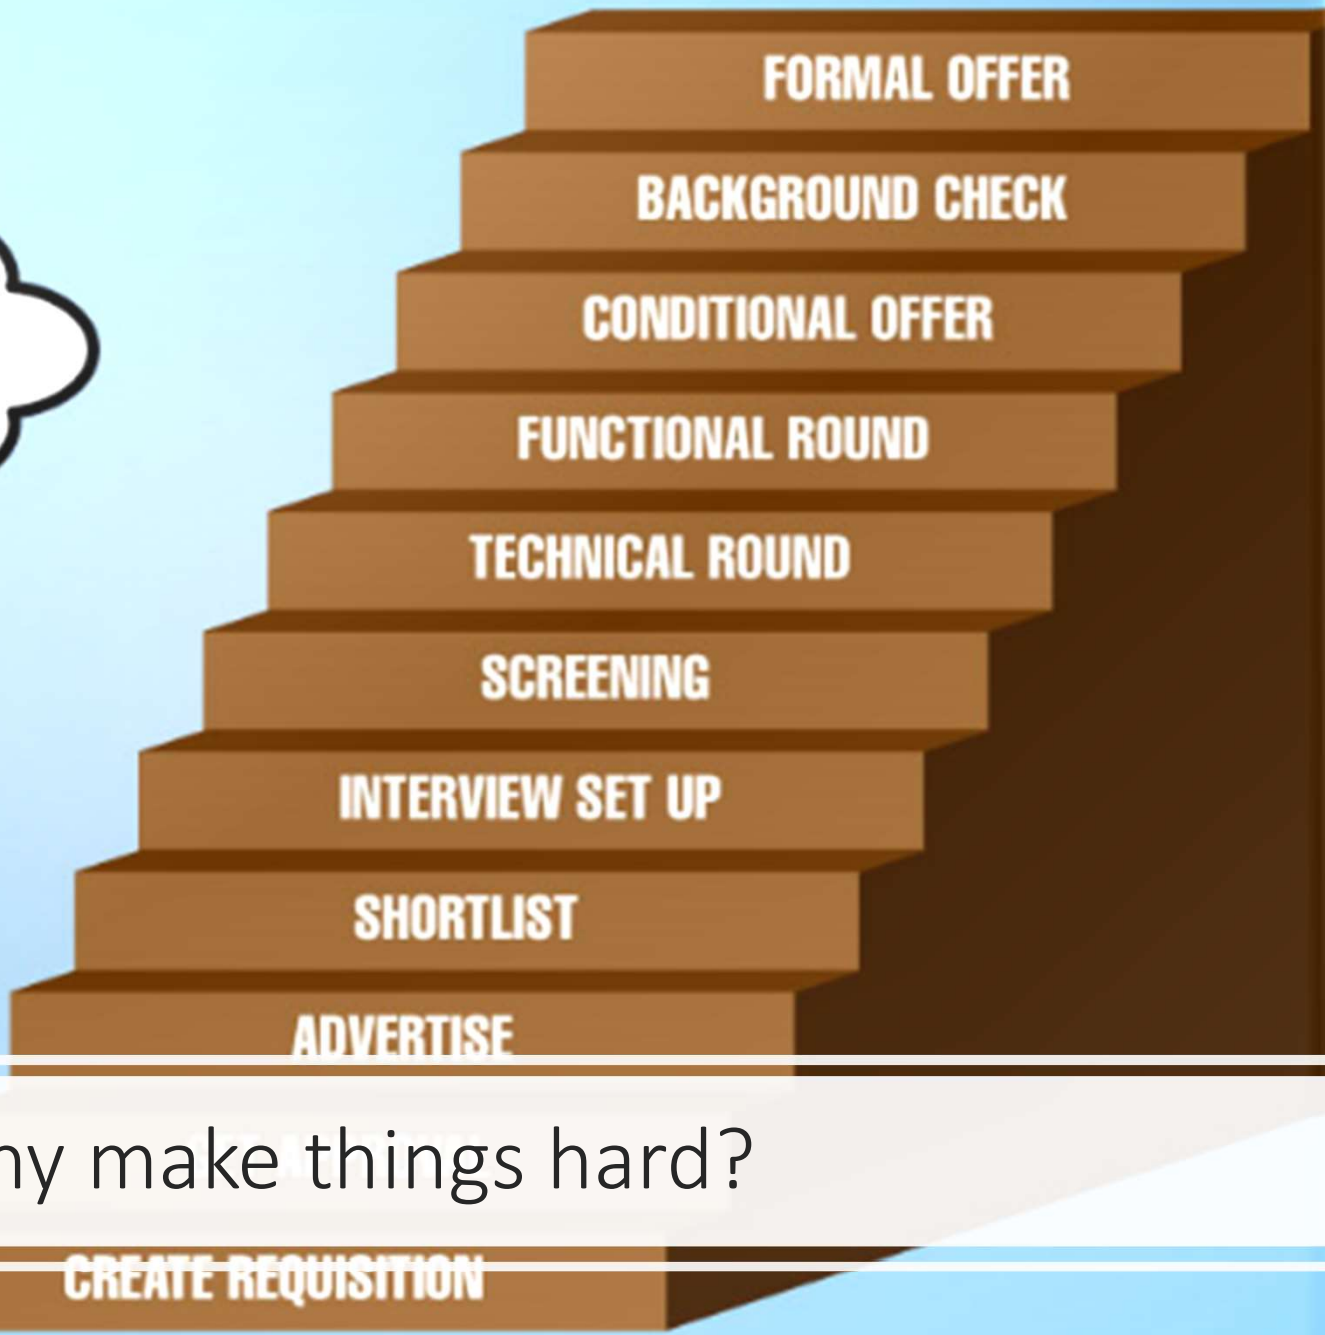 FORMAL OFFER
BACKGROUND CHECK
CONDITIONAL OFFER
FUNCTIONAL ROUND
TECHNICAL ROUND
SCREENING
INTERVIEW SET UP
SHORTLIST
ADVERTISE
make things hard?
CREATE REQUISITION